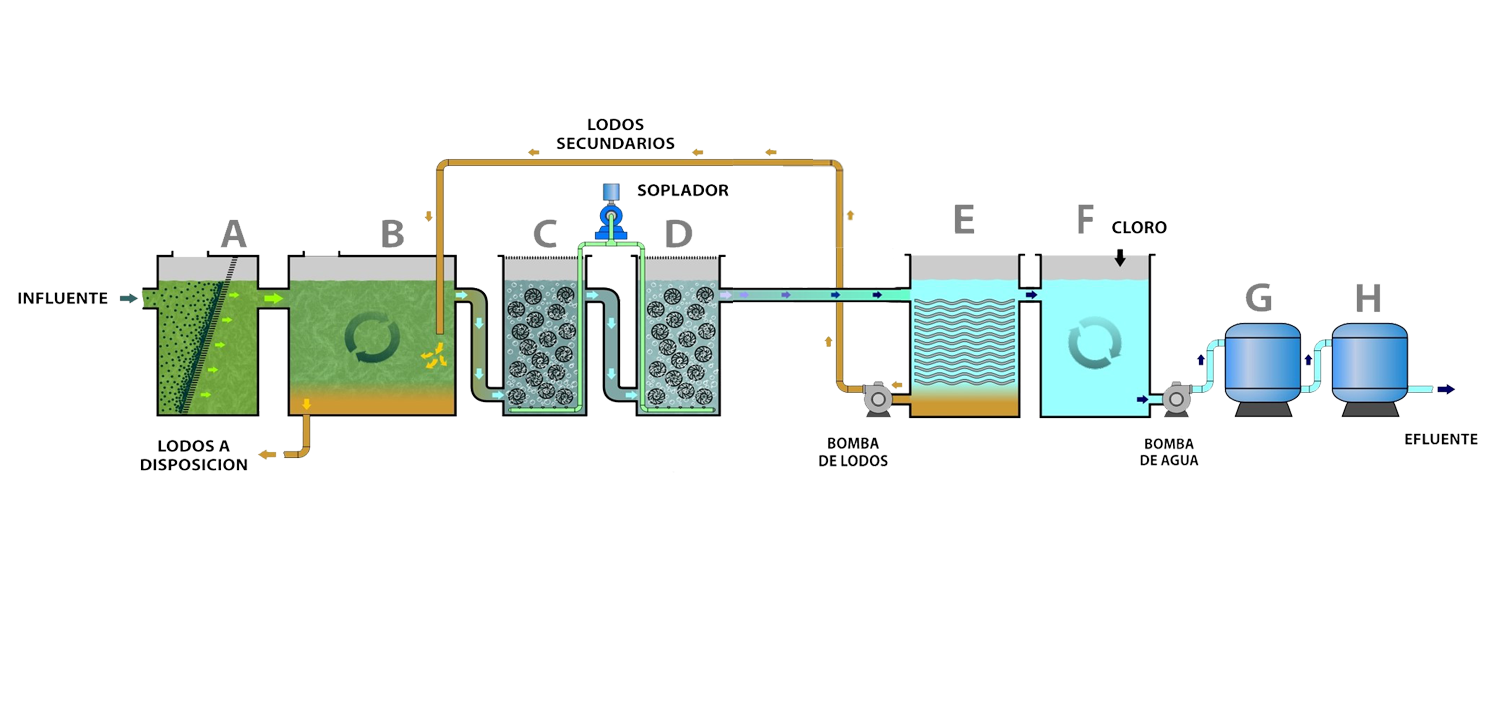 LODOS
SECUNDARIOS
SOPLADOR
A
B
C
D
E
F
CLORO
INFLUENTE
G
H
LODOS A
DISPOSICION
BOMBA
DE LODOS
BOMBA
DE AGUA
EFLUENTE